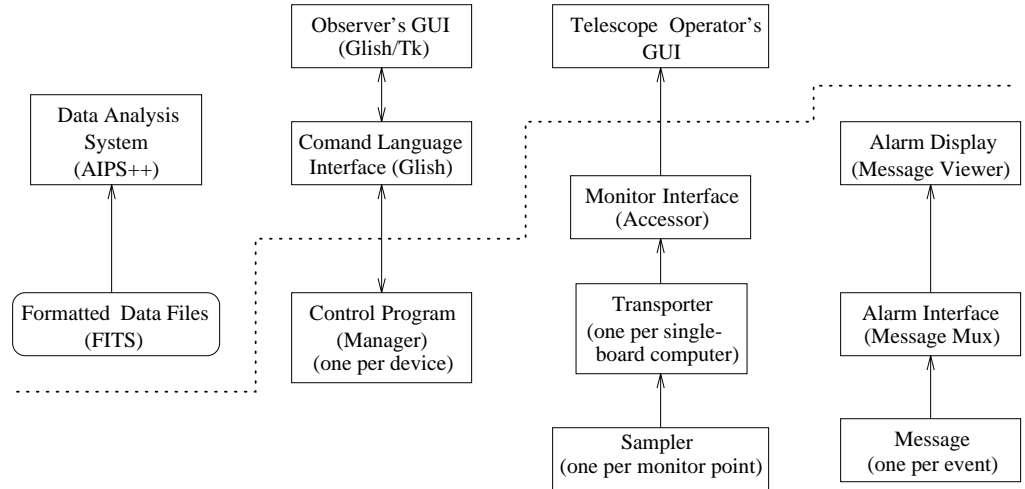 Observer's GUI
(Glish/Tk)
Telescope Operator's
GUI
Data Analysis
System
(AIPS++)
Comand Language
Interface (Glish)
Alarm Display
(Message Viewer)
Monitor Interface
(Accessor)
Formatted Data Files
(FITS)
Control Program
(Manager)
(one per device)
Transporter
(one per single-
board computer)
Alarm Interface
(Message Mux)
Sampler
(one per monitor point)
Message
(one per event)